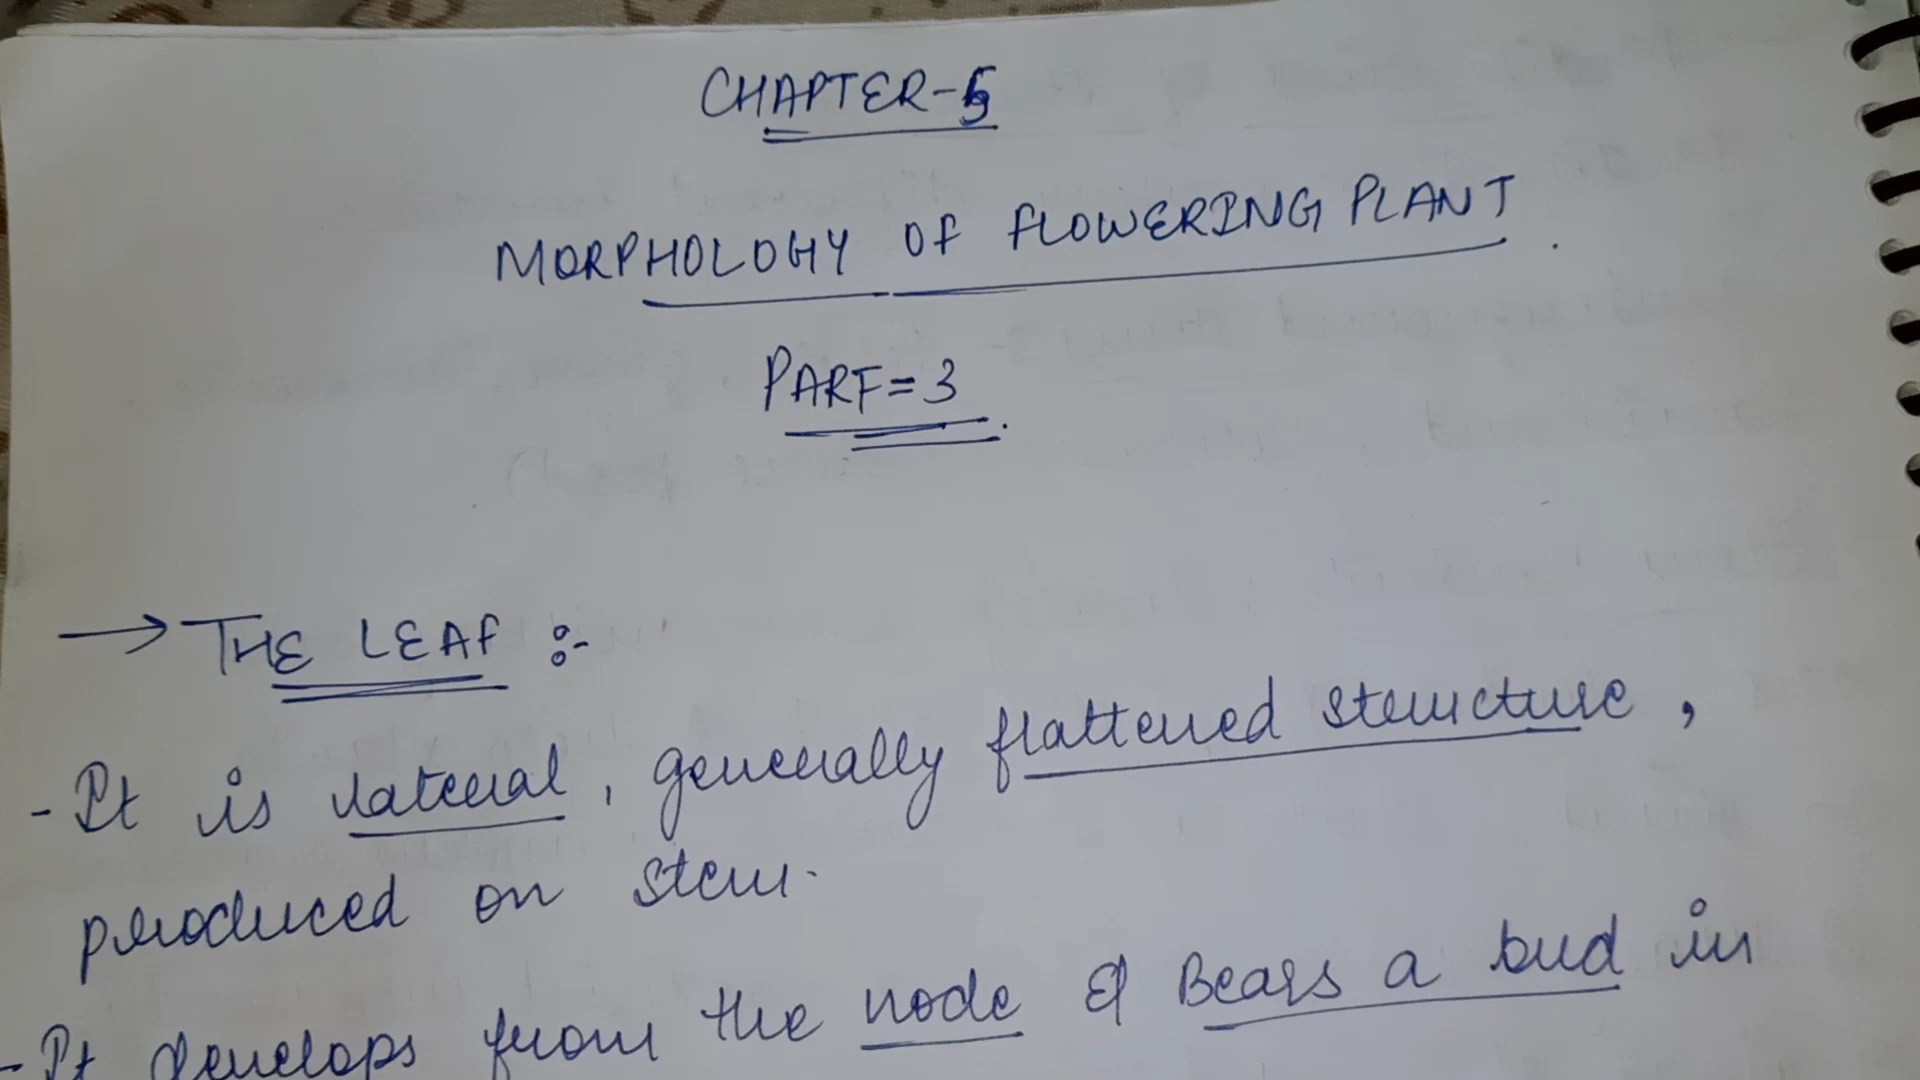 CHAPTER-5
MORPHOLOGY OF FLOWERING PLANT.
PART=3.
→ THE LEAF :-
- It is lateral, generally flattened structure,
produced on stem.
- It develops from the node & Bears a bud in